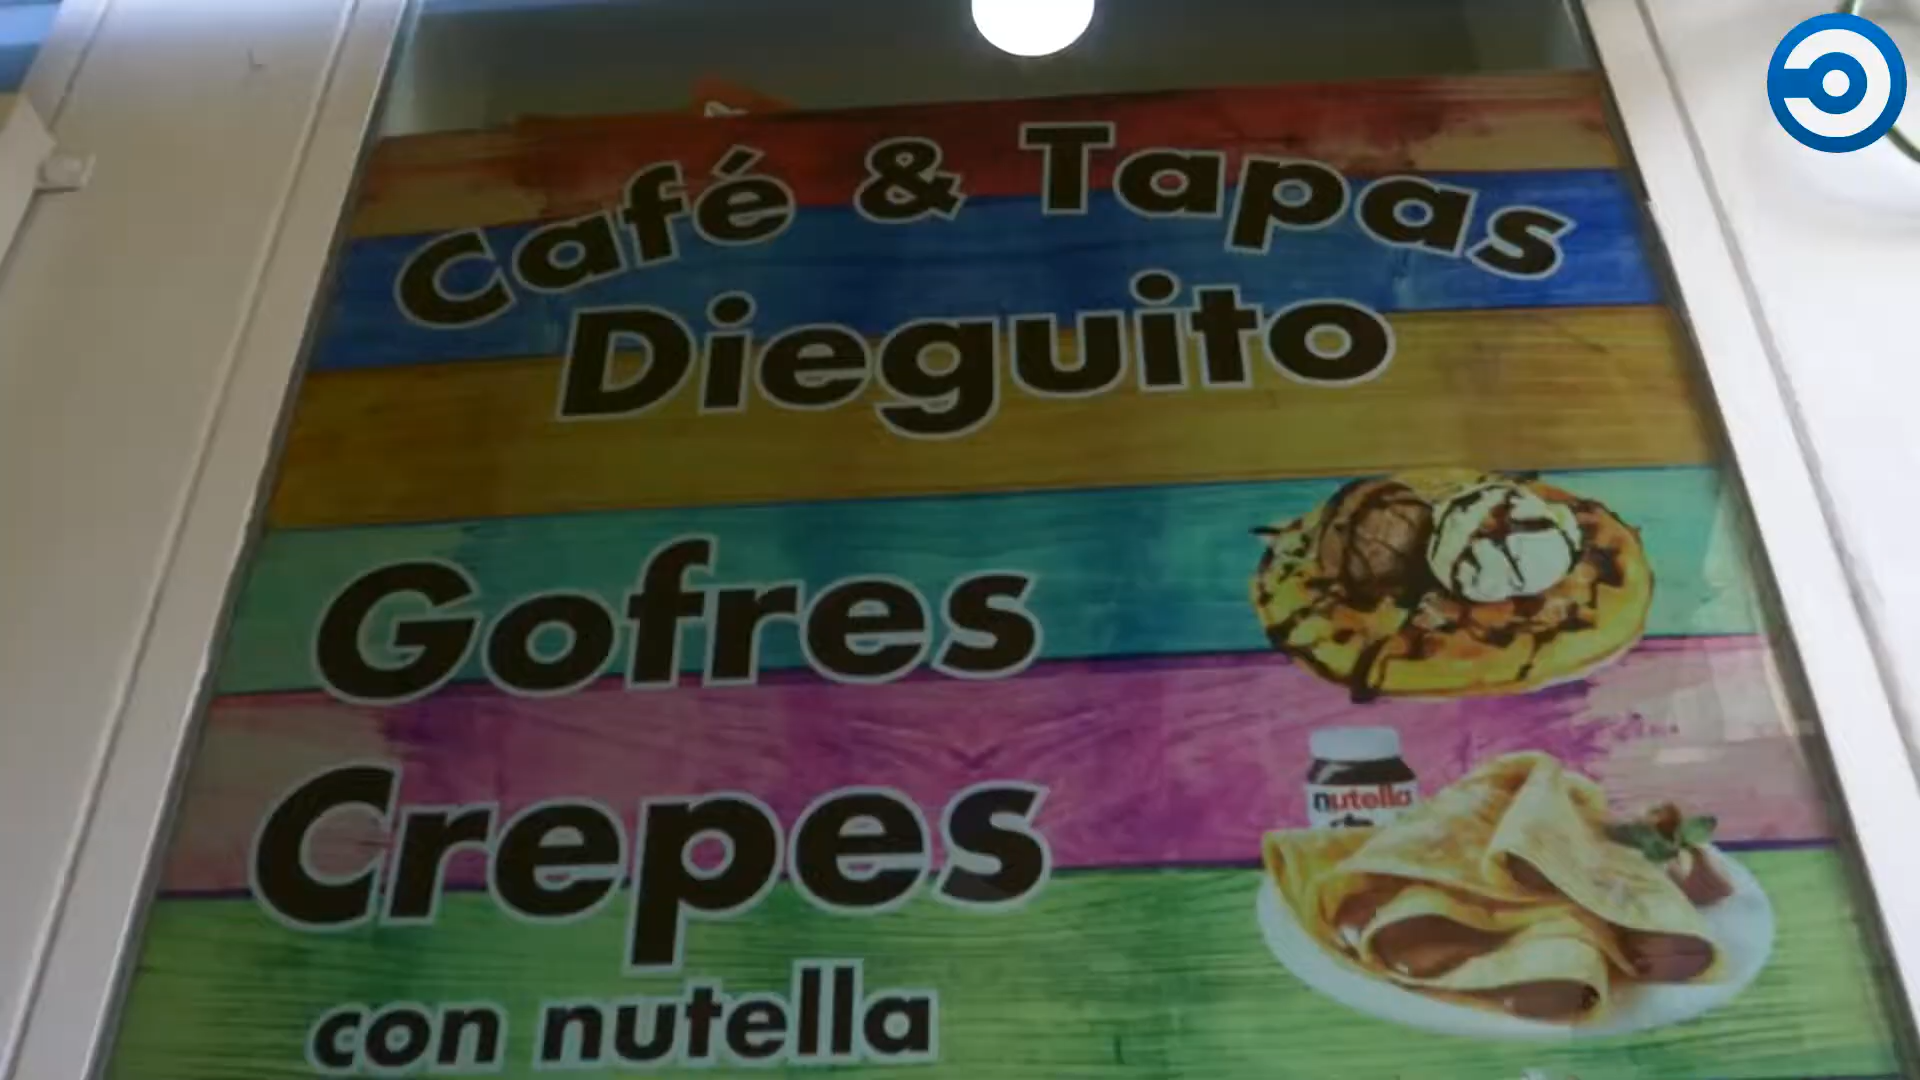 Café & Tapas
Dieguito
Gofres
Crepes
nutella
con nutella